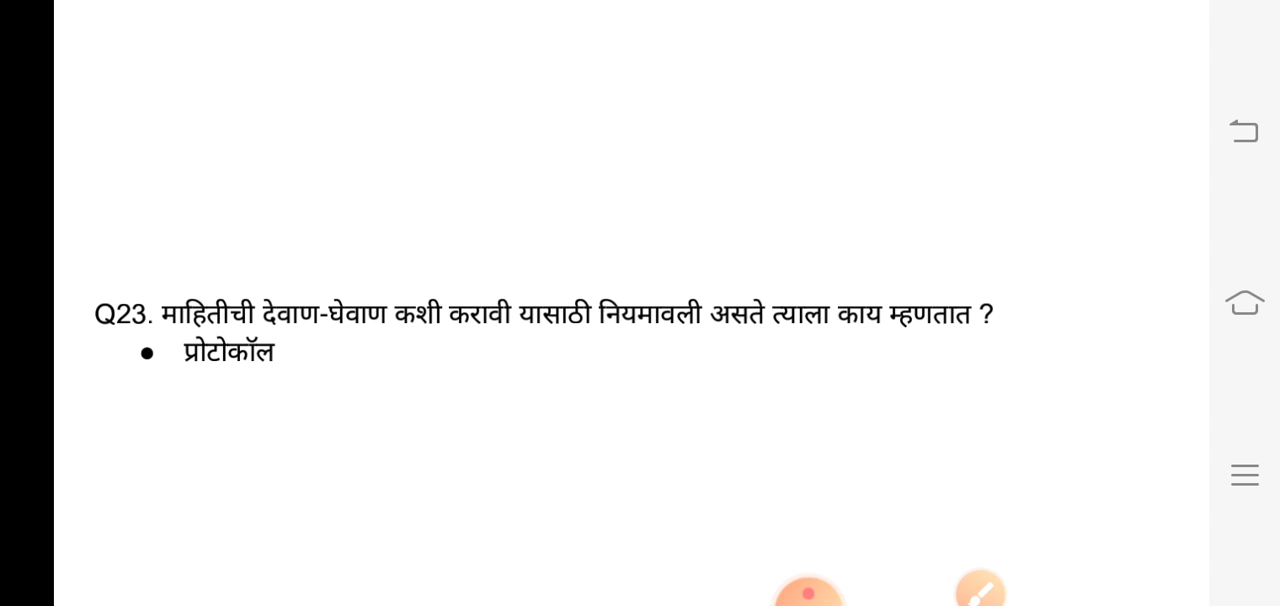 Q23. माहितीची देवाण-घेवाण कशी करावी यासाठी नियमावली असते त्याला काय म्हणतात ?
● प्रोटोकॉल